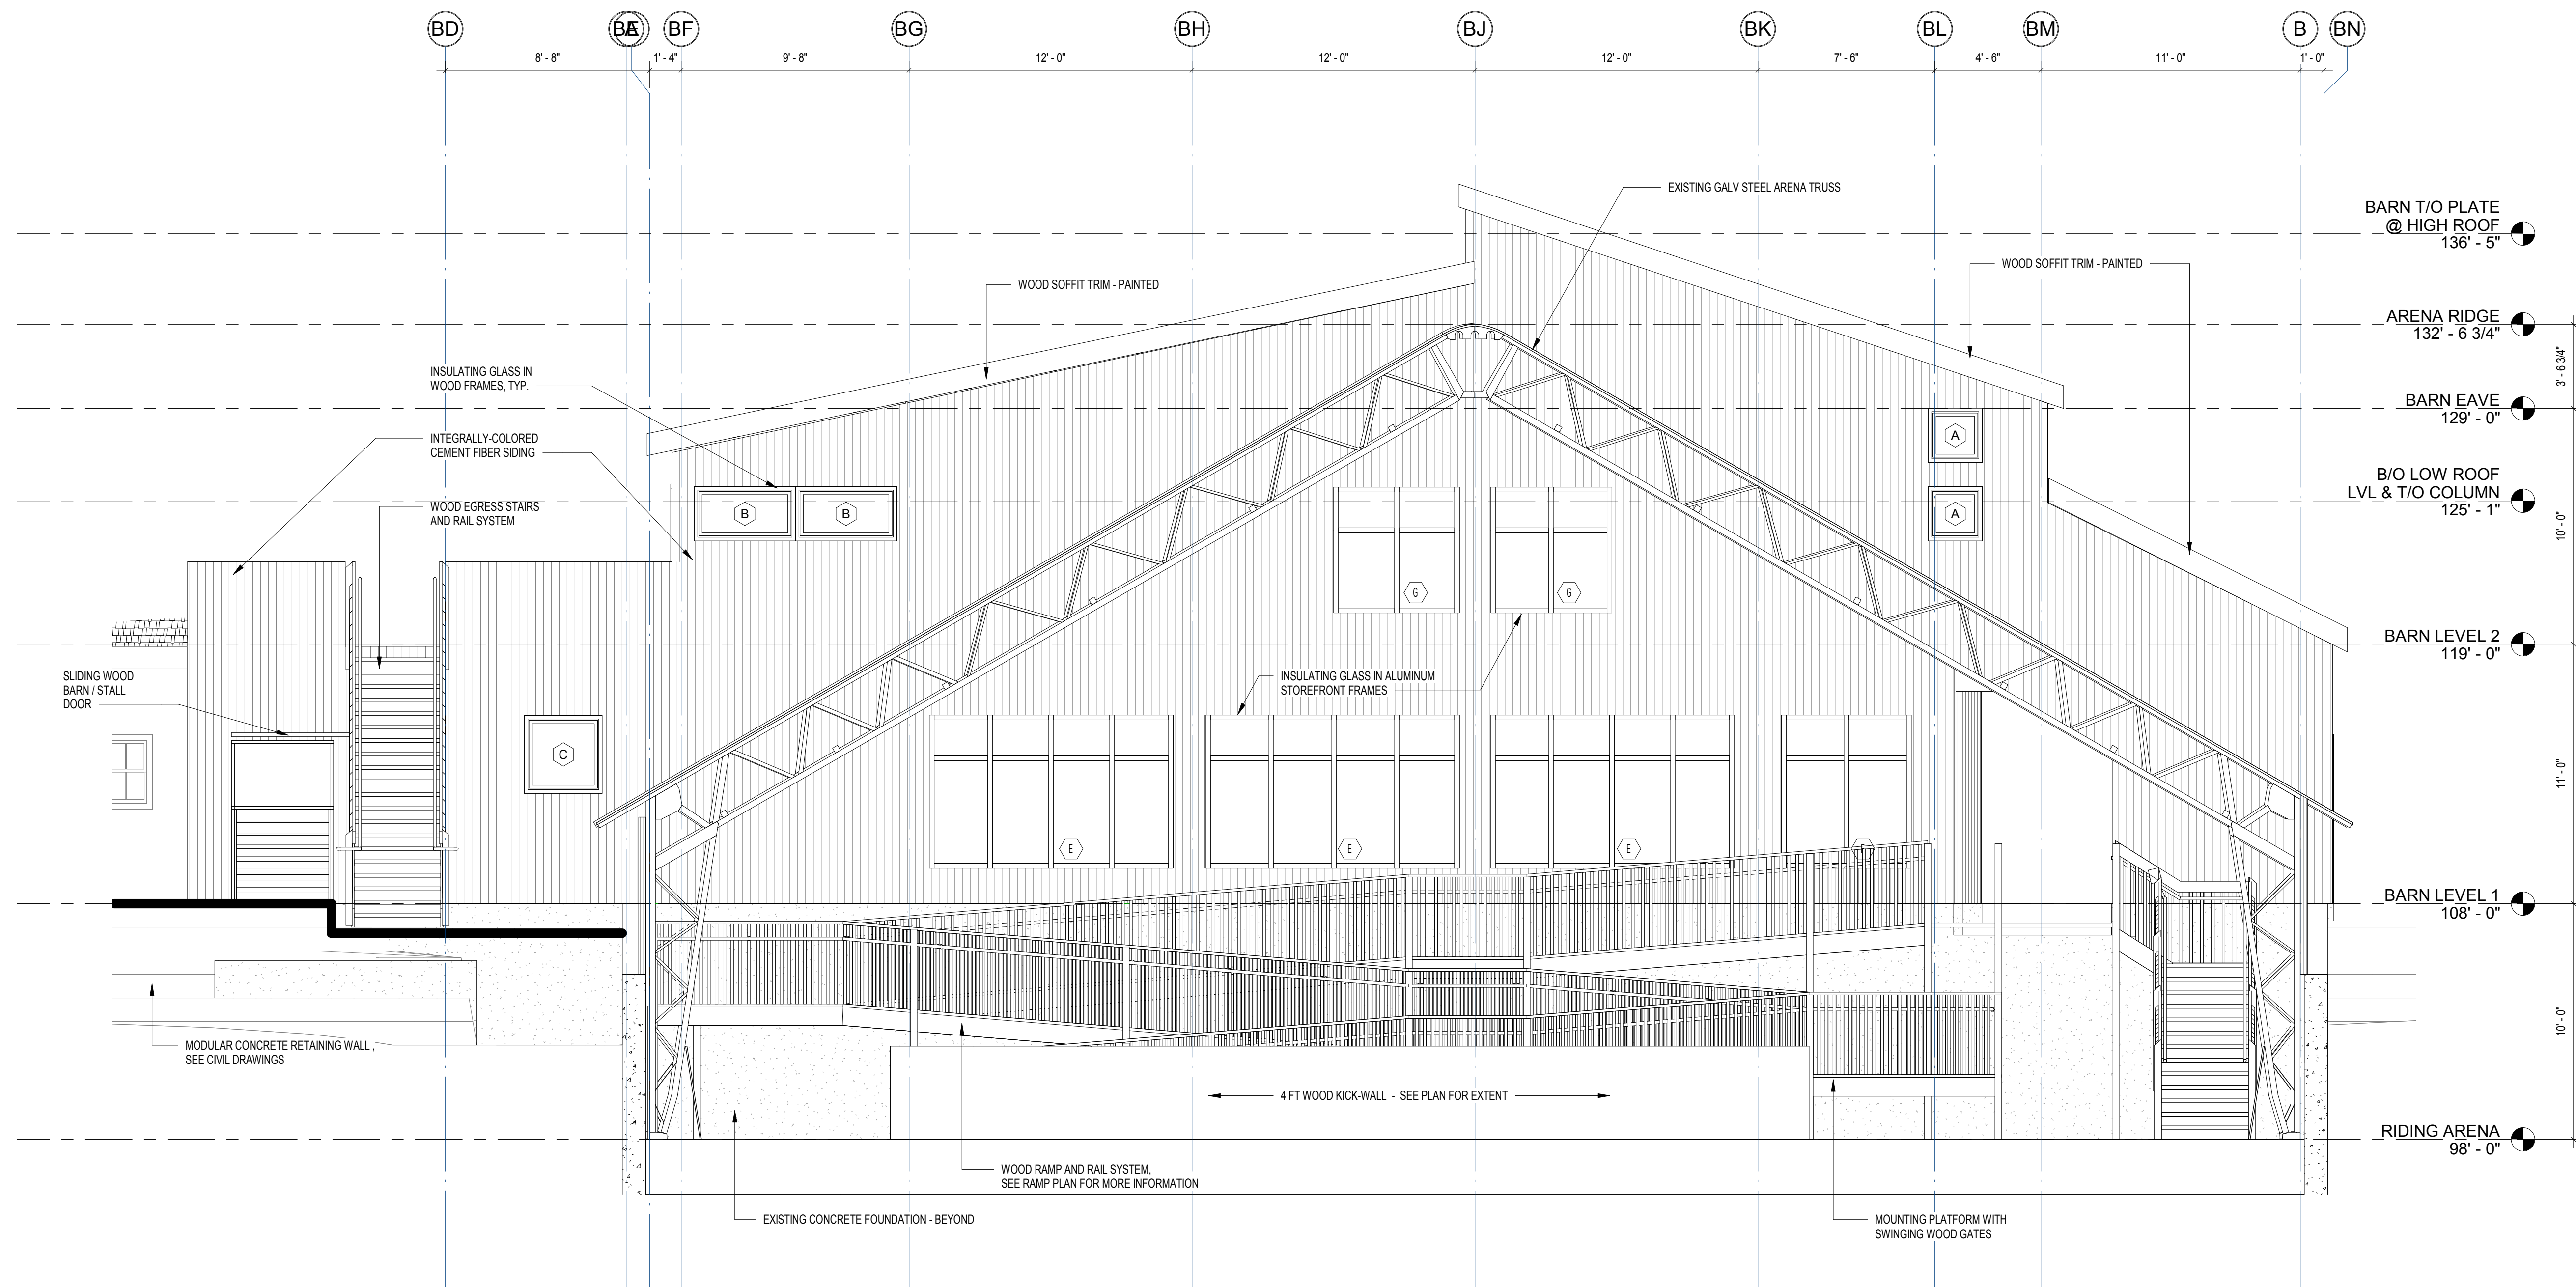 BD
BA
BE
BF
BG
BH
BJ
BK
BL
BM
B
BN
8' - 8"
1' - 4"
9' - 8"
12' - 0"
12' - 0"
12' - 0"
7' - 6"
4' - 6"
11' - 0"
1' - 0"
EXISTING GALV STEEL ARENA TRUSS
BARN T/O PLATE
@ HIGH ROOF
136' - 5"
WOOD SOFFIT TRIM - PAINTED
WOOD SOFFIT TRIM - PAINTED
ARENA RIDGE
132' - 6 3/4"
3' - 6 3/4"
INSULATING GLASS IN
WOOD FRAMES, TYP.
BARN EAVE
129' - 0"
INTEGRALLY-COLORED
CEMENT FIBER SIDING
A
B/O LOW ROOF
LVL & T/O COLUMN
125' - 1"
WOOD EGRESS STAIRS
AND RAIL SYSTEM
B
B
A
10' - 0"
G
G
BARN LEVEL 2
119' - 0"
SLIDING WOOD
BARN / STALL
DOOR
INSULATING GLASS IN ALUMINUM
STOREFRONT FRAMES
C
11' - 0"
E
E
E
F
BARN LEVEL 1
108' - 0"
10' - 0"
MODULAR CONCRETE RETAINING WALL ,
SEE CIVIL DRAWINGS
4 FT WOOD KICK-WALL - SEE PLAN FOR EXTENT
RIDING ARENA
98' - 0"
WOOD RAMP AND RAIL SYSTEM,
SEE RAMP PLAN FOR MORE INFORMATION
EXISTING CONCRETE FOUNDATION - BEYOND
MOUNTING PLATFORM WITH
SWINGING WOOD GATES